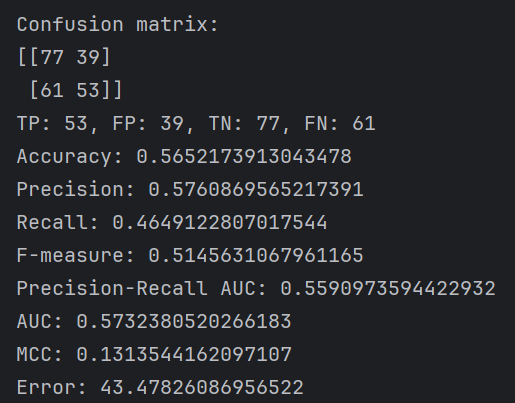 Confusion matrix:
[[77 39]
 [61 53]]
TP: 53, FP: 39, TN: 77, FN: 61
Accuracy: 0.5652173913043478
Precision: 0.5760869565217391
Recall: 0.4649122807017544
F-measure: 0.5145631067961165
Precision-Recall AUC: 0.5590973594422932
AUC: 0.5732380520266183
MCC: 0.1313544162097107
Error: 43.47826086956522